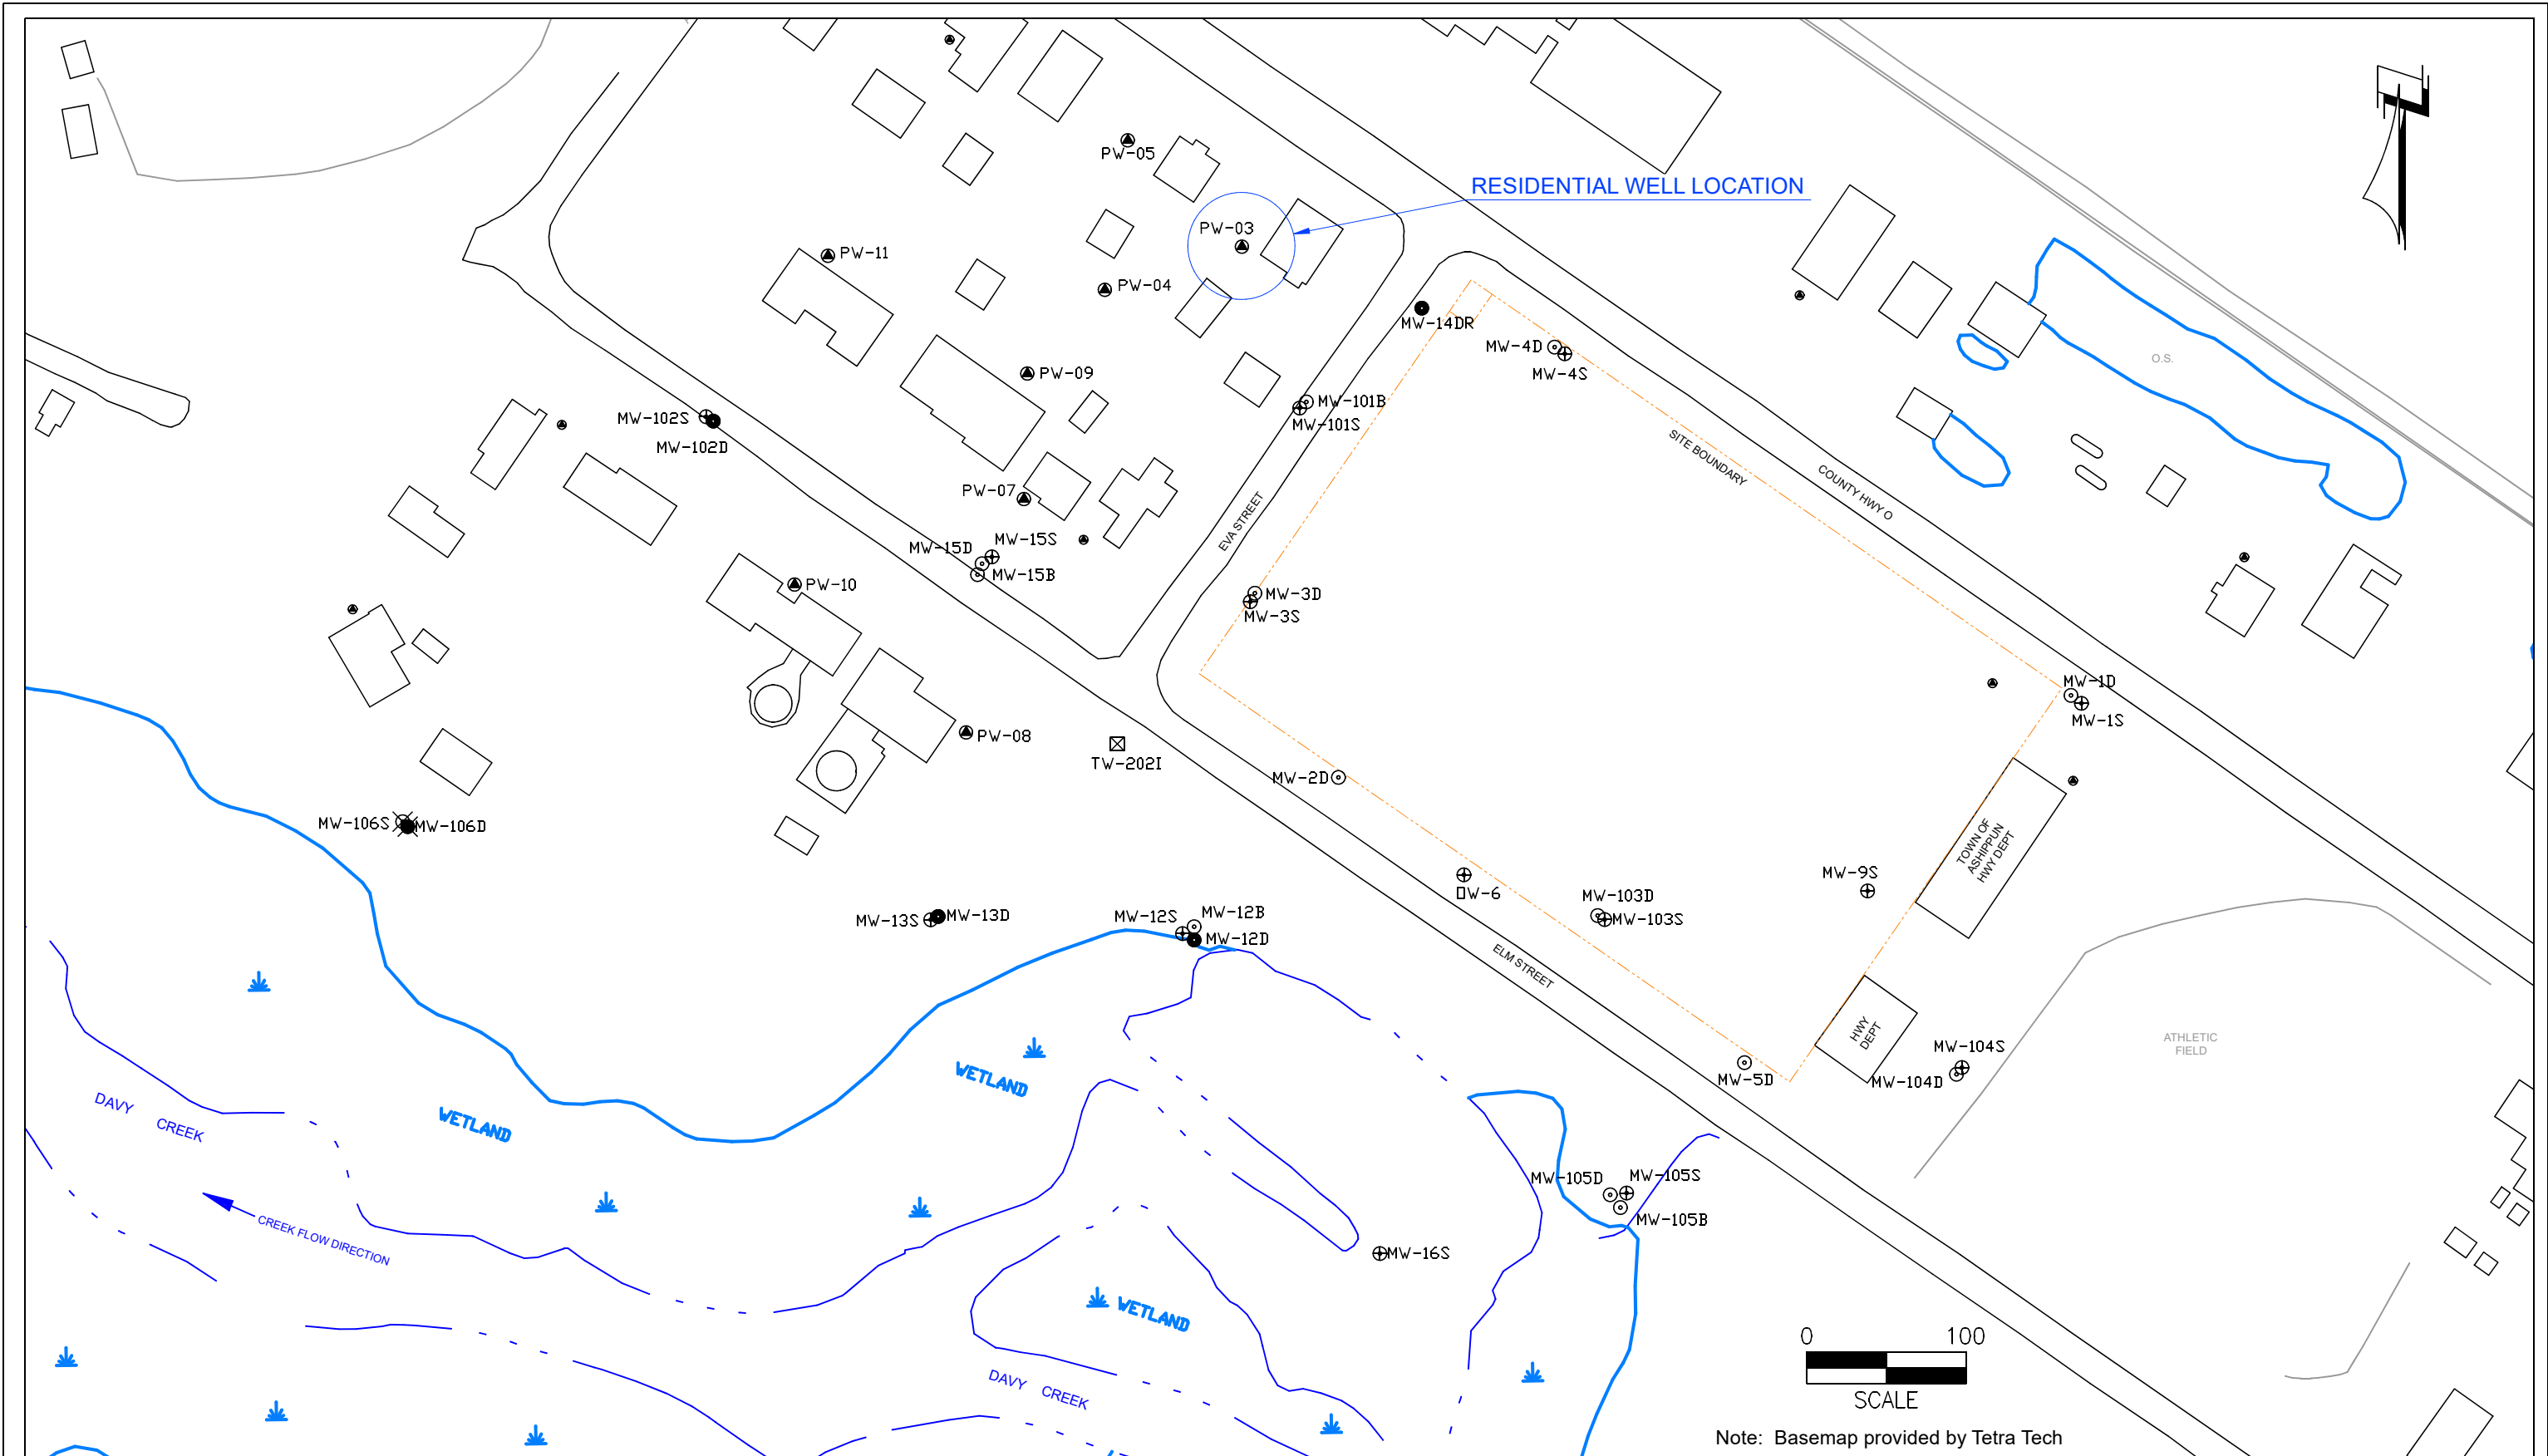 PW-05
RESIDENTIAL WELL LOCATION
PW-03
PW-11
PW-04
MW-14DR
MW-4D
MW-4S
O.S.
PW-09
MW-101B
MW-101S
MW-102S
MW-102D
SITE BOUNDARY
COUNTY HWY O
PW-07
EVA STREET
MW-15S
MW-15D
MW-15B
PW-10
MW-3D
MW-3S
MW-1D
MW-1S
PW-08
TW-202I
MW-2D
MW-106S
MW-106D
TOWN OF
ASHIPPUN
HWY DEPT
MW-9S
OW-6
MW-103D
MW-103S
MW-13S
MW-13D
MW-12S
MW-12B
MW-12D
ELM STREET
HWY
DEPT
ATHLETIC
FIELD
MW-104S
MW-104D
MW-5D
WETLAND
DAVY CREEK
WETLAND
MW-105D
MW-105S
MW-105B
CREEK FLOW DIRECTION
MW-16S
WETLAND
DAVY CREEK
0 100
SCALE
Note: Basemap provided by Tetra Tech